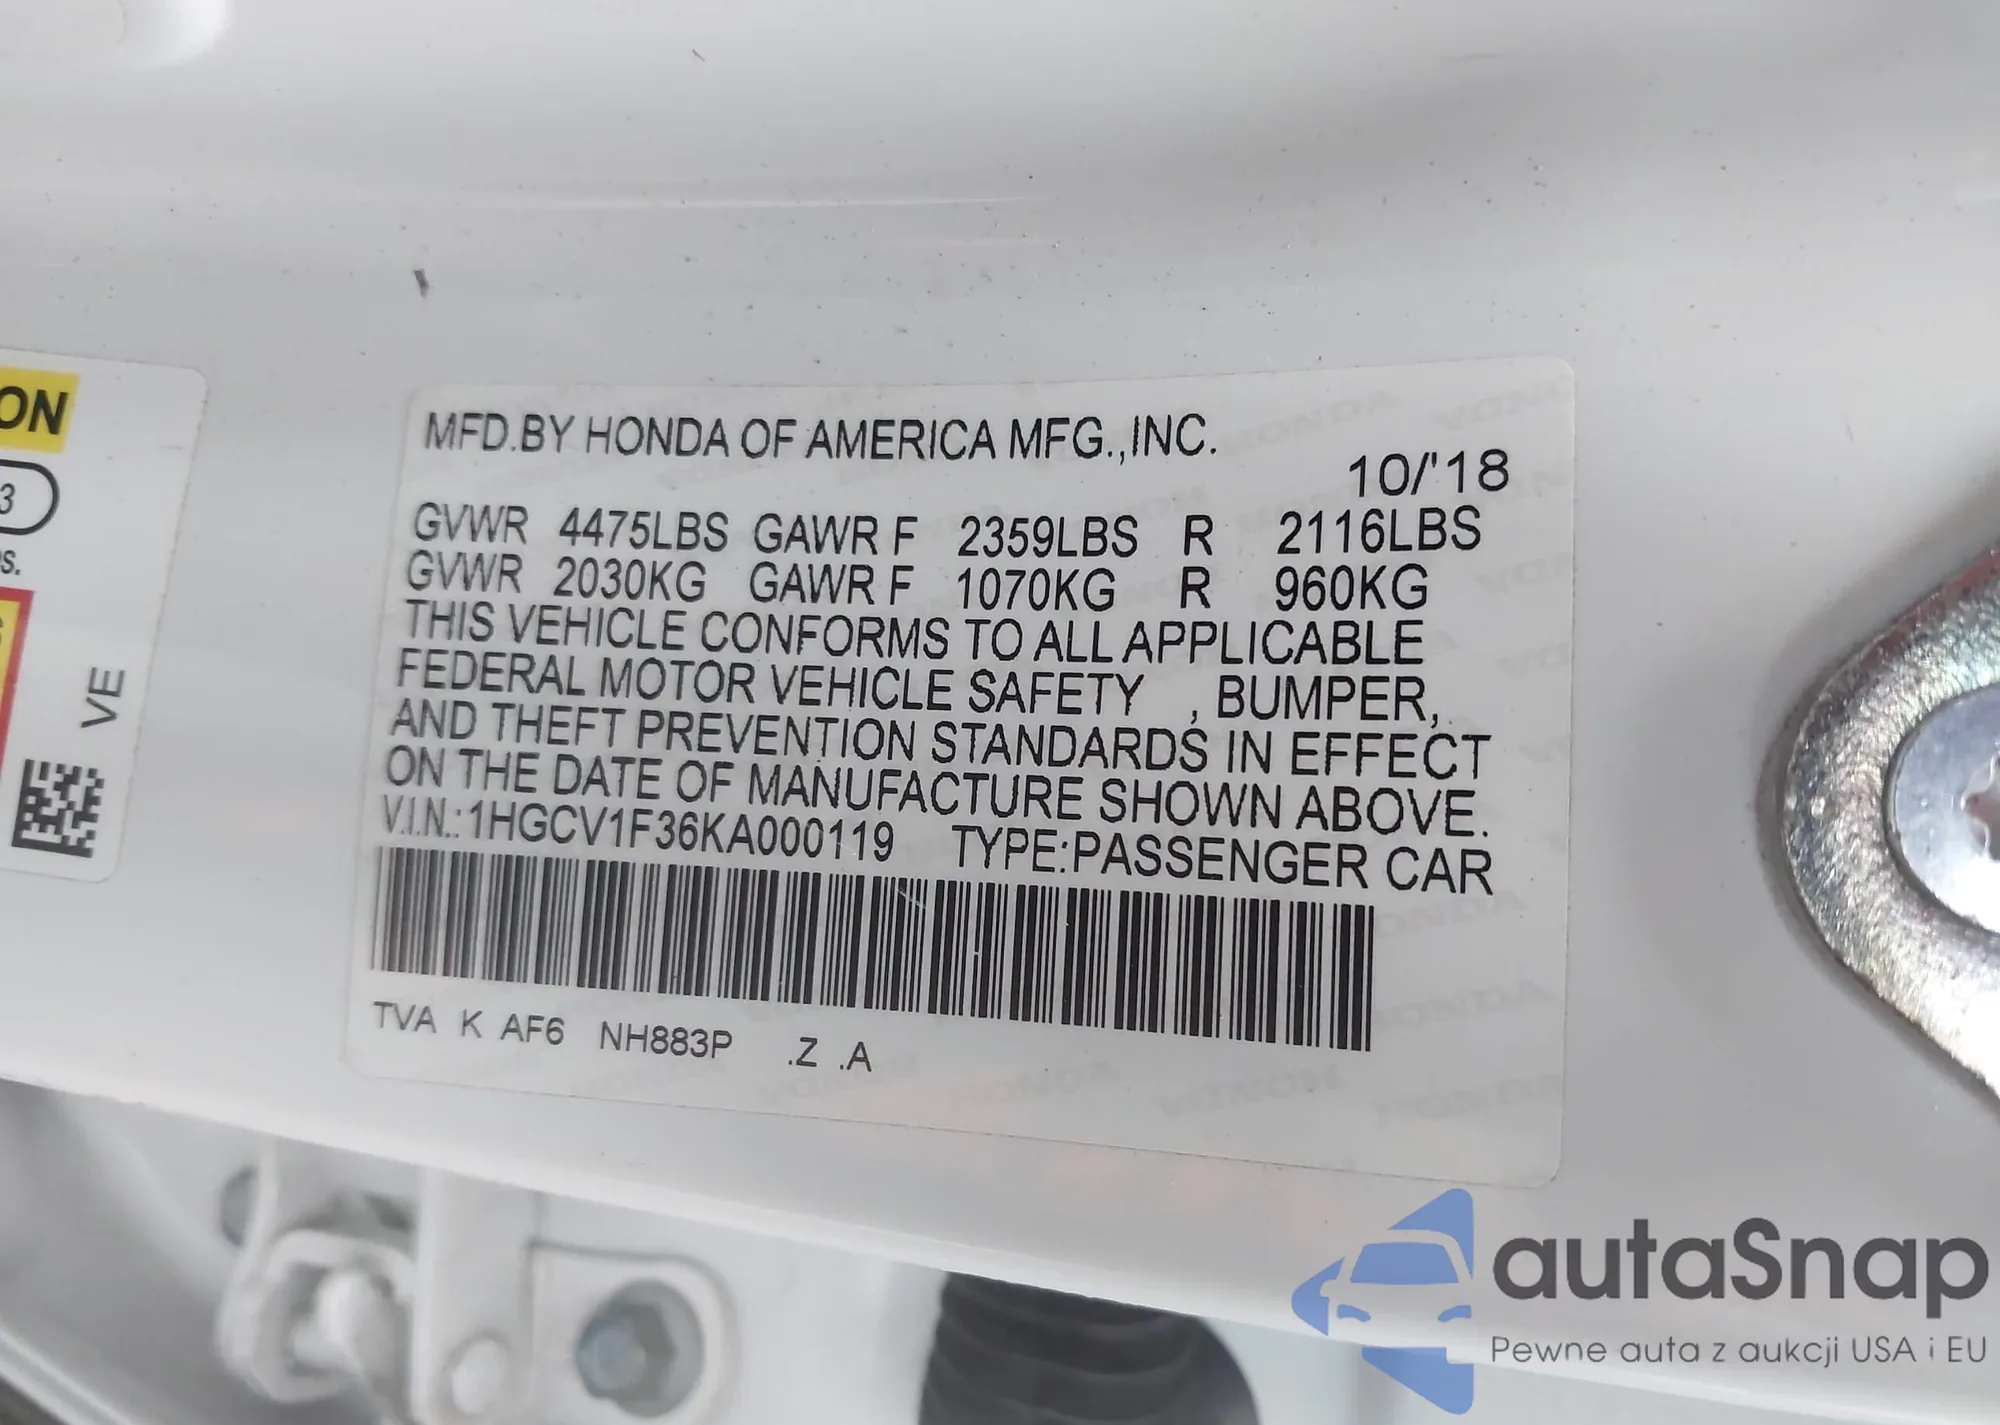 ON
3
s.
VE
MFD.BY HONDA OF AMERICA MFG.,INC.
10/'18
GVWR 4475LBS GAWR F 2359LBS R 2116LBS
GVWR 2030KG GAWR F 1070KG R 960KG
THIS VEHICLE CONFORMS TO ALL APPLICABLE
FEDERAL MOTOR VEHICLE SAFETY , BUMPER,
AND THEFT PREVENTION STANDARDS IN EFFECT
ON THE DATE OF MANUFACTURE SHOWN ABOVE.
V.I.N.:1HGCV1F36KA000119 TYPE:PASSENGER CAR
TVA K AF6 NH883P .Z .A
autaSnap
Pewne auta z aukcji USA i EU